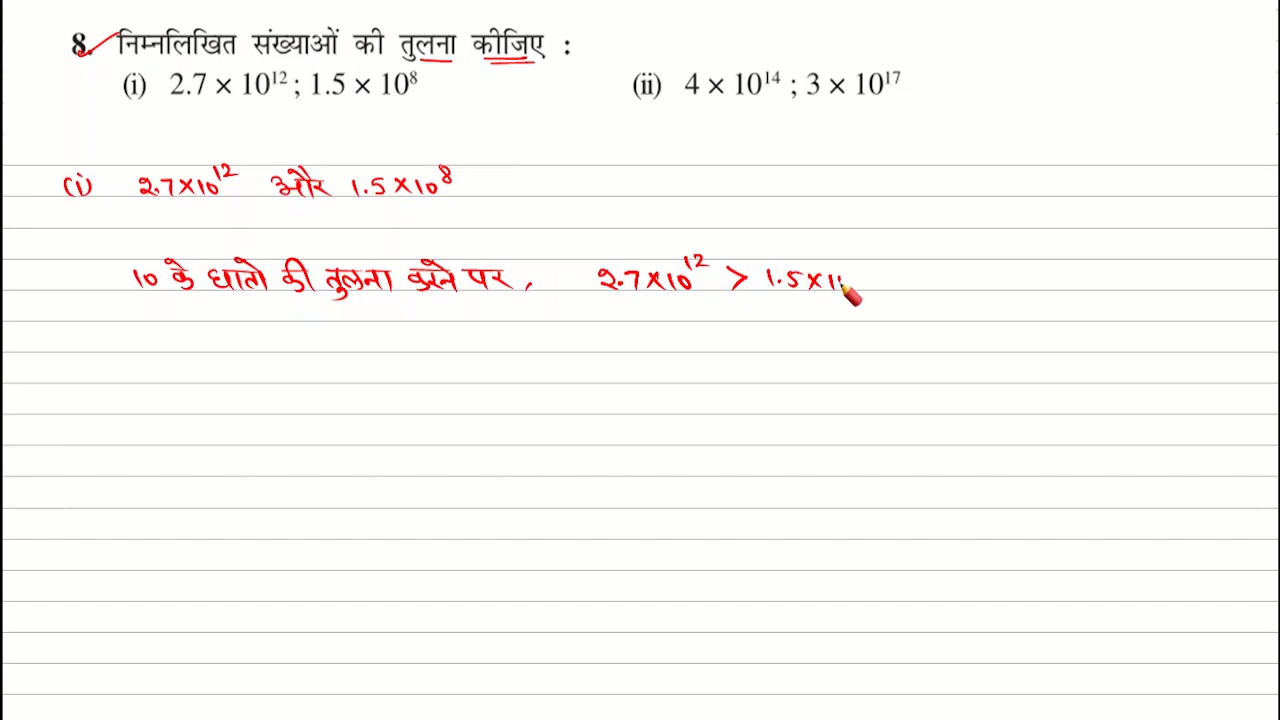 8. निम्नलिखित संख्याओं की तुलना कीजिए :
(i) 2.7 × 10¹² ; 1.5 × 10⁸ (ii) 4 × 10¹⁴ ; 3 × 10¹⁷
(i) 2.7×10¹² और 1.5×10⁸
10 के घातो की तुलना करने पर, 2.7×10¹² > 1.5×1